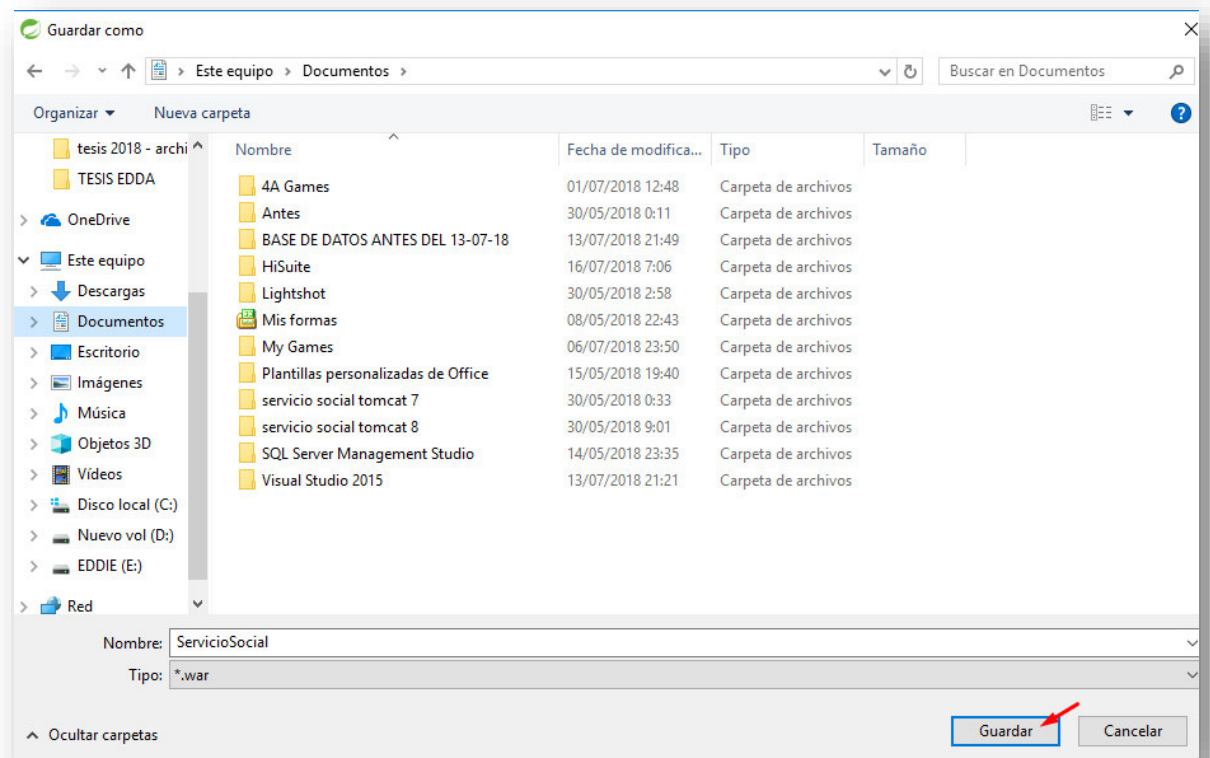 Guardar como
Este equipo > Documentos >
Buscar en Documentos
Organizar
Nueva carpeta
tesis 2018 - archi
TESIS EDDA
OneDrive
Este equipo
Descargas
Documentos
Escritorio
Imágenes
Música
Objetos 3D
Vídeos
Disco local (C:)
Nuevo vol (D:)
EDDIE (E:)
Red
Nombre Fecha de modifica... Tipo Tamaño
4A Games 01/07/2018 12:48 Carpeta de archivos
Antes 30/05/2018 0:11 Carpeta de archivos
BASE DE DATOS ANTES DEL 13-07-18 13/07/2018 21:49 Carpeta de archivos
HiSuite 16/07/2018 7:06 Carpeta de archivos
Lightshot 30/05/2018 2:58 Carpeta de archivos
Mis formas 08/05/2018 22:43 Carpeta de archivos
My Games 06/07/2018 23:50 Carpeta de archivos
Plantillas personalizadas de Office 15/05/2018 19:40 Carpeta de archivos
servicio social tomcat 7 30/05/2018 0:33 Carpeta de archivos
servicio social tomcat 8 30/05/2018 9:01 Carpeta de archivos
SQL Server Management Studio 14/05/2018 23:35 Carpeta de archivos
Visual Studio 2015 13/07/2018 21:21 Carpeta de archivos
Nombre: ServicioSocial
Tipo: *.war
Ocultar carpetas
Guardar
Cancelar